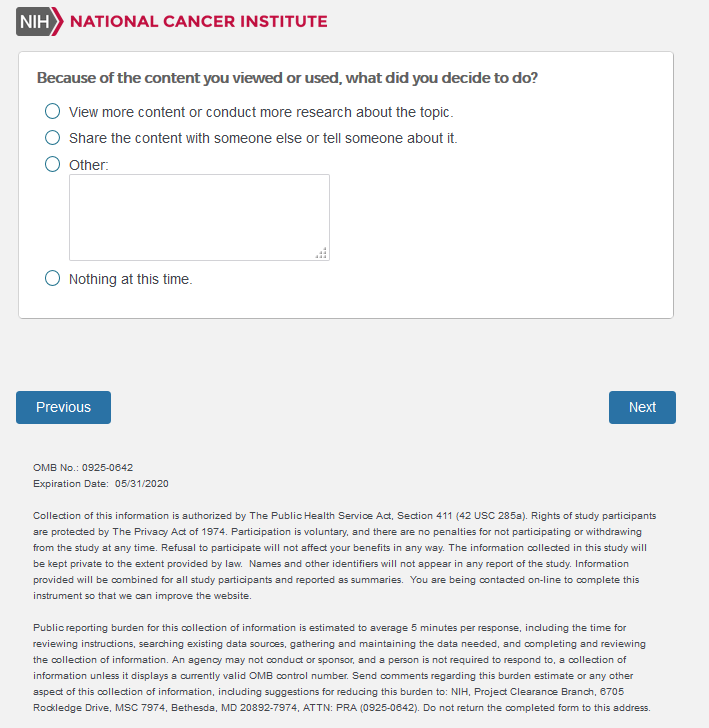 NIH NATIONAL CANCER INSTITUTE
Because of the content you viewed or used, what did you decide to do?
View more content or conduct more research about the topic.
Share the content with someone else or tell someone about it.
Other:
Nothing at this time.
Previous
Next
OMB No.: 0925-0642
Expiration Date: 05/31/2020
Collection of this information is authorized by The Public Health Service Act, Section 411 (42 USC 285a). Rights of study participants
are protected by The Privacy Act of 1974. Participation is voluntary, and there are no penalties for not participating or withdrawing
from the study at any time. Refusal to participate will not affect your benefits in any way. The information collected in this study will
be kept private to the extent provided by law. Names and other identifiers will not appear in any report of the study. Information
provided will be combined for all study participants and reported as summaries. You are being contacted on-line to complete this
instrument so that we can improve the website.
Public reporting burden for this collection of information is estimated to average 5 minutes per response, including the time for
reviewing instructions, searching existing data sources, gathering and maintaining the data needed, and completing and reviewing
the collection of information. An agency may not conduct or sponsor, and a person is not required to respond to, a collection of
information unless it displays a currently valid OMB control number. Send comments regarding this burden estimate or any other
aspect of this collection of information, including suggestions for reducing this burden to: NIH, Project Clearance Branch, 6705
Rockledge Drive, MSC 7974, Bethesda, MD 20892-7974, ATTN: PRA (0925-0642). Do not return the completed form to this address.